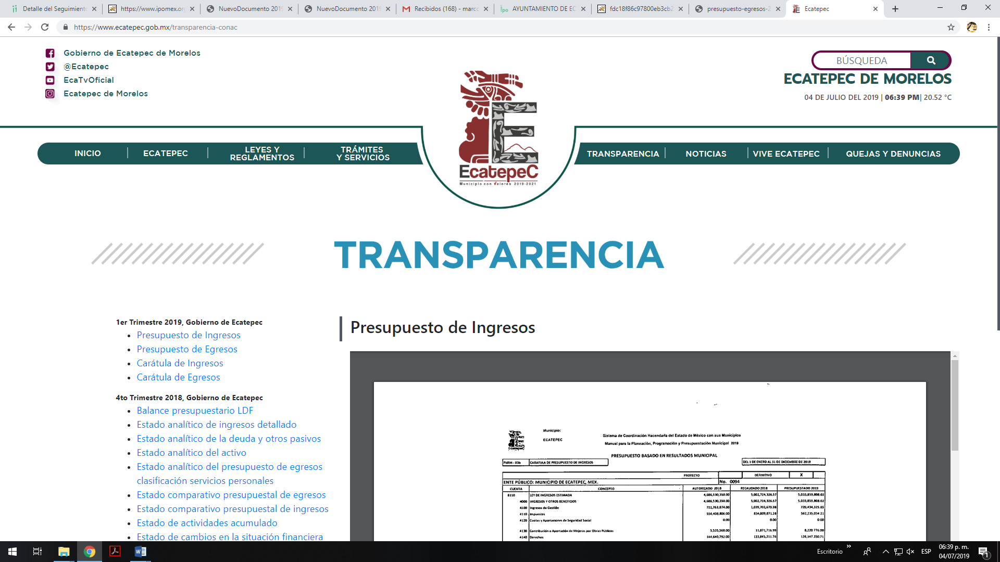 Detalle del Seguimiento
https://www.ipomex.or
NuevoDocumento 2019
NuevoDocumento 2019
Recibidos (168) - marco
AYUNTAMIENTO DE EC
fdc18f86c97800eb3cb2
presupuesto-egresos-2
Ecatepec
https://www.ecatepec.gob.mx/transparencia-conac
Gobierno de Ecatepec de Morelos
@Ecatepec
EcaTvOficial
Ecatepec de Morelos
BÚSQUEDA
ECATEPEC DE MORELOS
04 DE JULIO DEL 2019 | 06:39 PM| 20.52 °C
INICIO
ECATEPEC
LEYES Y
REGLAMENTOS
TRÁMITES
Y SERVICIOS
E
EcatepeC
Municipio con Valores 2019-2021
TRANSPARENCIA
NOTICIAS
VIVE ECATEPEC
QUEJAS Y DENUNCIAS
TRANSPARENCIA
1er Trimestre 2019, Gobierno de Ecatepec
Presupuesto de Ingresos
Presupuesto de Egresos
Carátula de Ingresos
Carátula de Egresos
4to Trimestre 2018, Gobierno de Ecatepec
Balance presupuestario LDF
Estado analítico de ingresos detallado
Estado analítico de la deuda y otros pasivos
Estado analítico del activo
Estado analítico del presupuesto de egresos
clasificación servicios personales
Estado comparativo presupuestal de egresos
Estado comparativo presupuestal de ingresos
Estado de actividades acumulado
Estado de cambios en la situación financiera
Presupuesto de Ingresos
EcatepeC
Municipio:
ECATEPEC
Sistema de Coordinación Hacendaria del Estado de México con sus Municipios
Manual para la Planeación, Programación y Presupuestación Municipal 2019
PRESUPUESTO BASADO EN RESULTADOS MUNICIPAL
PbRM - 03b CARATULA DE PRESUPUESTO DE INGRESOS DEL 1 DE ENERO AL 31 DE DICIEMBRE DE 2019
PROYECTO DEFINITIVO X
ENTE PÚBLICO: MUNICIPIO DE ECATEPEC, MEX. No. 0094
CUENTA CONCEPTO AUTORIZADO 2018 RECAUDADO 2018 PRESUPUESTADO 2019
8110 LEY DE INGRESOS ESTIMADA 4,686,530,350.00 5,002,724,326.57 5,033,859,808.02
4000 INGRESOS Y OTROS BENEFICIOS 4,686,530,350.00 5,002,724,326.57 5,033,859,808.02
4100 Ingresos de Gestión 722,763,874.00 1,039,702,679.98 720,434,325.65
4110 Impuestos 556,408,806.00 834,009,871.28 562,235,034.21
4120 Cuotas y Aportaciones de Seguridad Social 0.00 0.00 0.00
4130 Contribución o Aportación de Mejoras por Obras Públicas 5,535,568.00 11,871,716.99 8,220,776.00
4140 Derechos 144,640,792.00 133,845,211.76 126,147,350.71
Escritorio
ESP
06:39 p. m.
04/07/2019
1